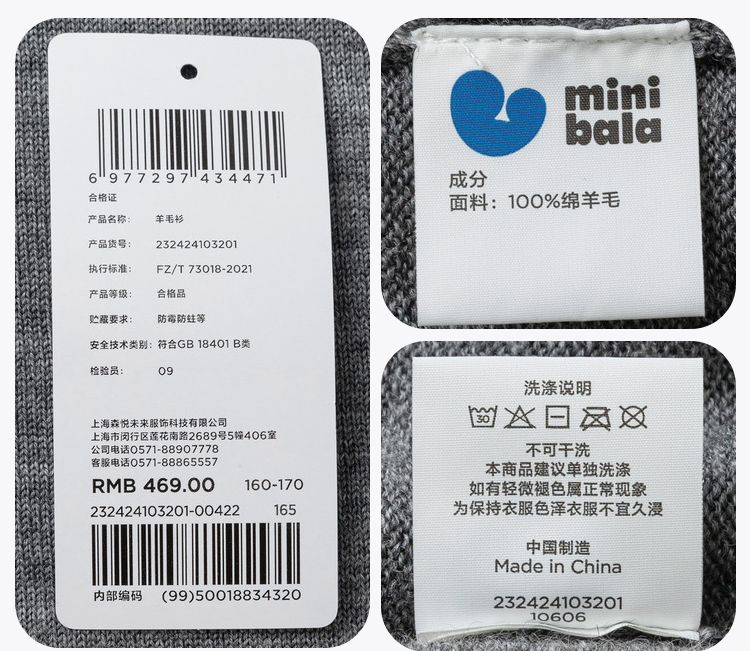 6 977297 434471
合格证
产品名称： 羊毛衫
产品货号： 232424103201
执行标准： FZ/T 73018-2021
产品等级： 合格品
贮藏要求： 防霉防蛀等
安全技术类别：符合GB 18401 B类
检验员： 09
上海森悦未来服饰科技有限公司
上海市闵行区莲花南路2689号5幢406室
公司电话0571-88907778
客服电话0571-88865557
RMB 469.00 160-170
232424103201-00422 165
内部编码 (99)50018834320
mini
bala
成分
面料：100%绵羊毛
洗涤说明
30
不可干洗
本商品建议单独洗涤
如有轻微褪色属正常现象
为保持衣服色泽衣服不宜久浸
中国制造
Made in China
232424103201
10606